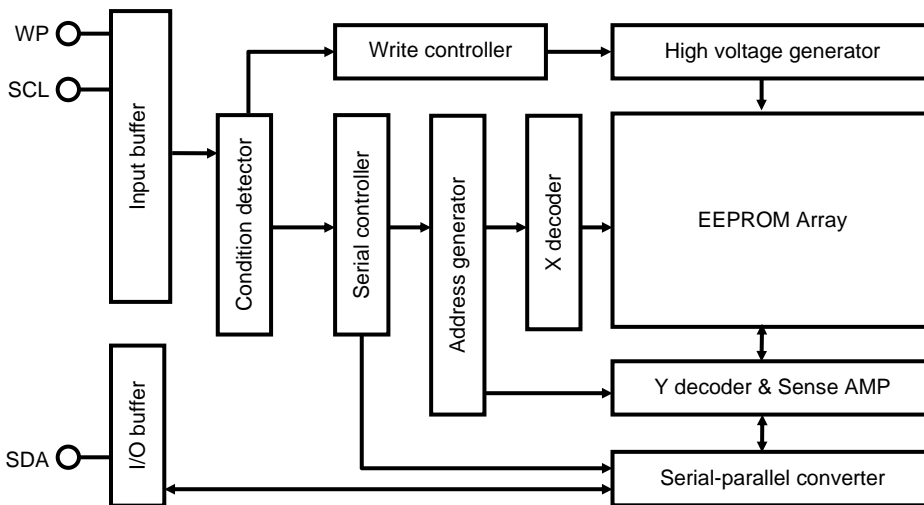 WP
SCL
SDA
Input buffer
I/O buffer
Condition detector
Write controller
Serial controller
Address generator
X decoder
High voltage generator
EEPROM Array
Y decoder & Sense AMP
Serial-parallel converter